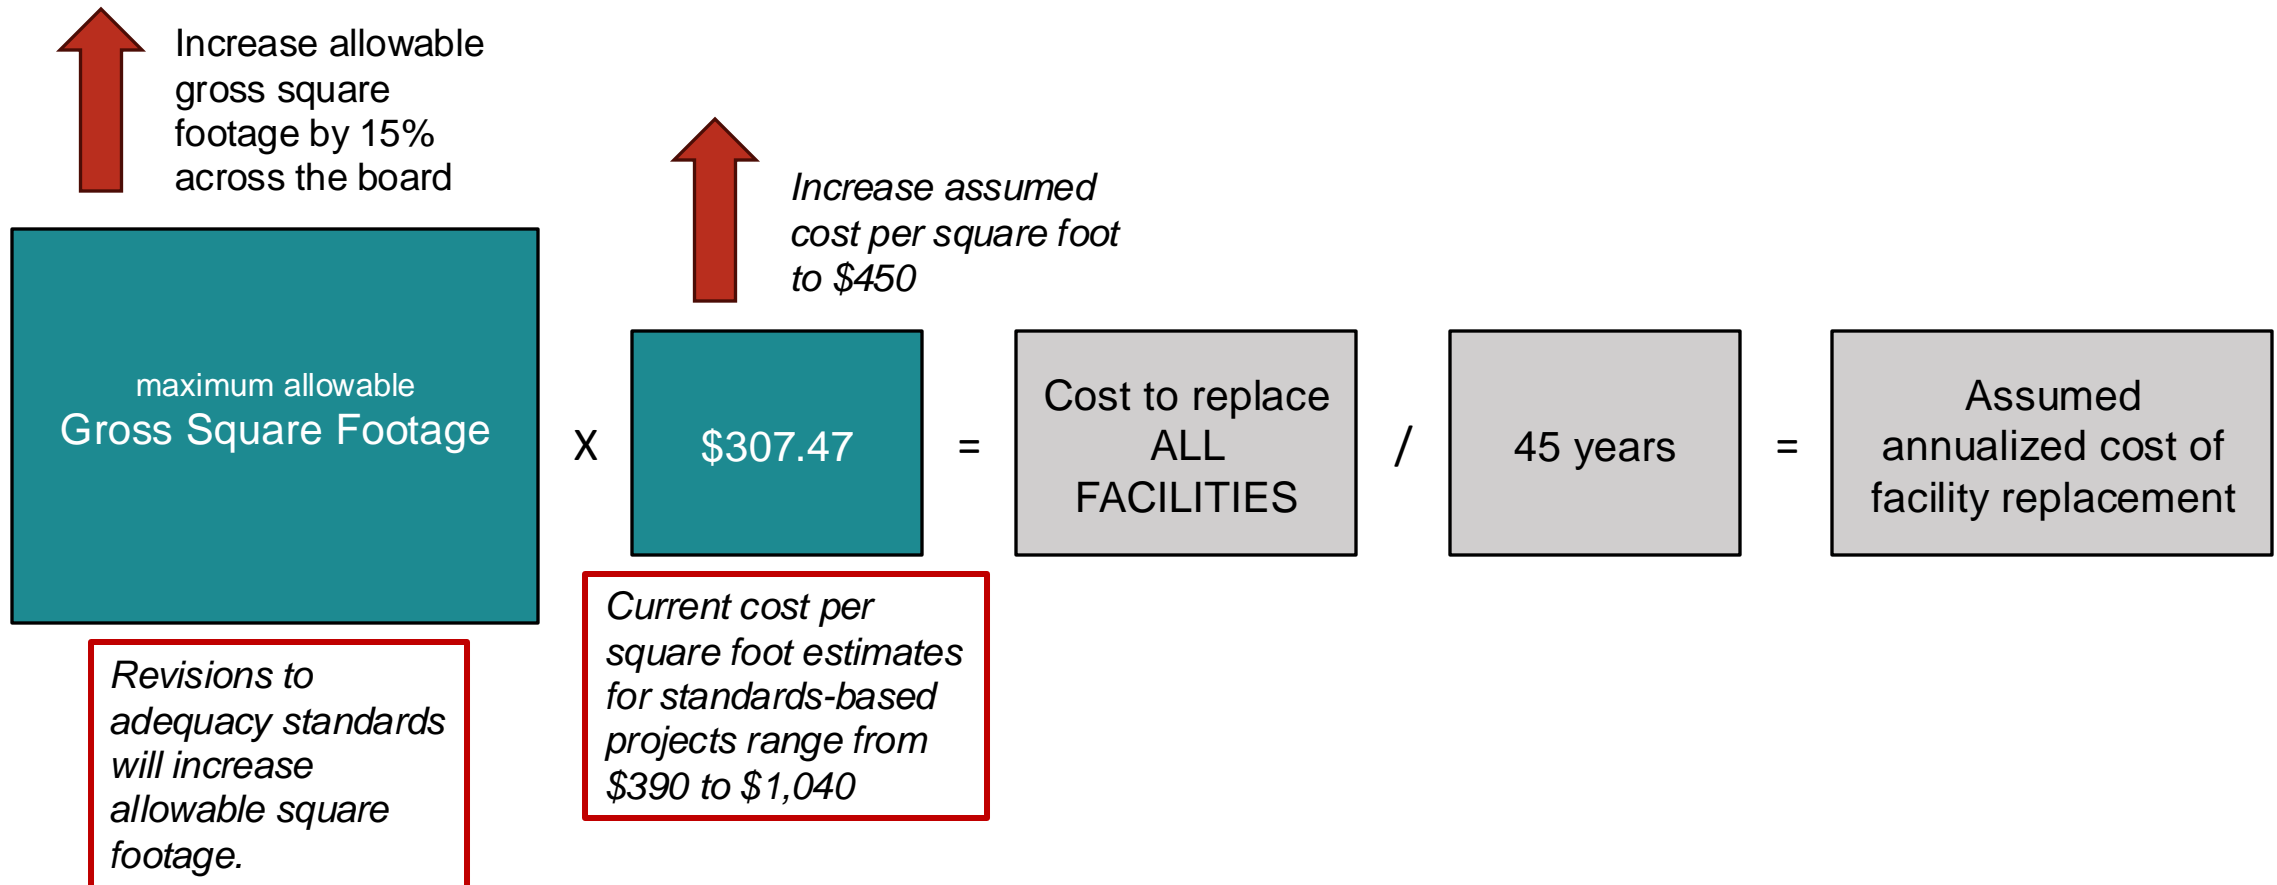 Increase allowable
gross square
footage by 15%
across the board
Increase assumed
cost per square foot
to $450
maximum allowable
Gross Square Footage
X
$307.47
=
Cost to replace
ALL
FACILITIES
/
45 years
=
Assumed
annualized cost of
facility replacement
Revisions to
adequacy standards
will increase
allowable square
footage.
Current cost per
square foot estimates
for standards-based
projects range from
$390 to $1,040